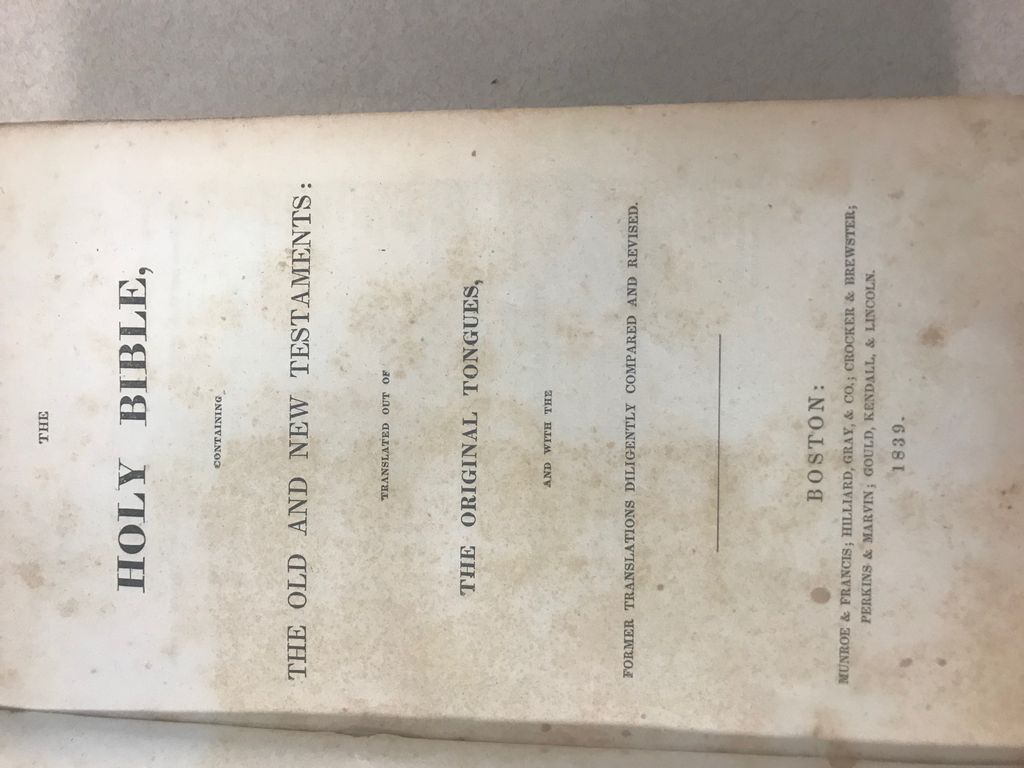 THE
HOLY BIBLE,
CONTAINING
THE OLD AND NEW TESTAMENTS:
TRANSLATED OUT OF
THE ORIGINAL TONGUES,
AND WITH THE
FORMER TRANSLATIONS DILIGENTLY COMPARED AND REVISED.
BOSTON:
MUNROE & FRANCIS; HILLIARD, GRAY, & CO.; CROCKER & BREWSTER;
PERKINS & MARVIN; GOULD, KENDALL, & LINCOLN.
1839.